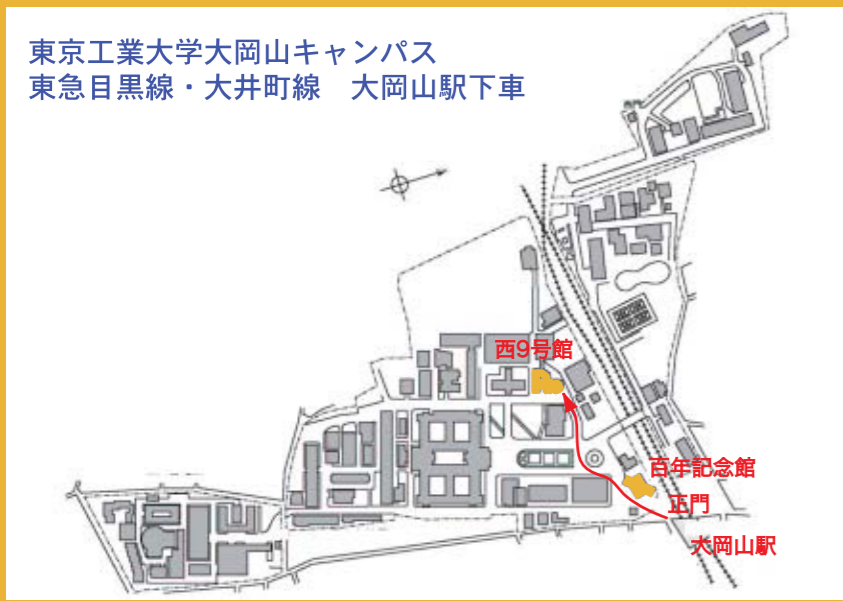 東京工業大学大岡山キャンパス
東急目黒線・大井町線　大岡山駅下車
西9号館
百年記念館
正門
大岡山駅